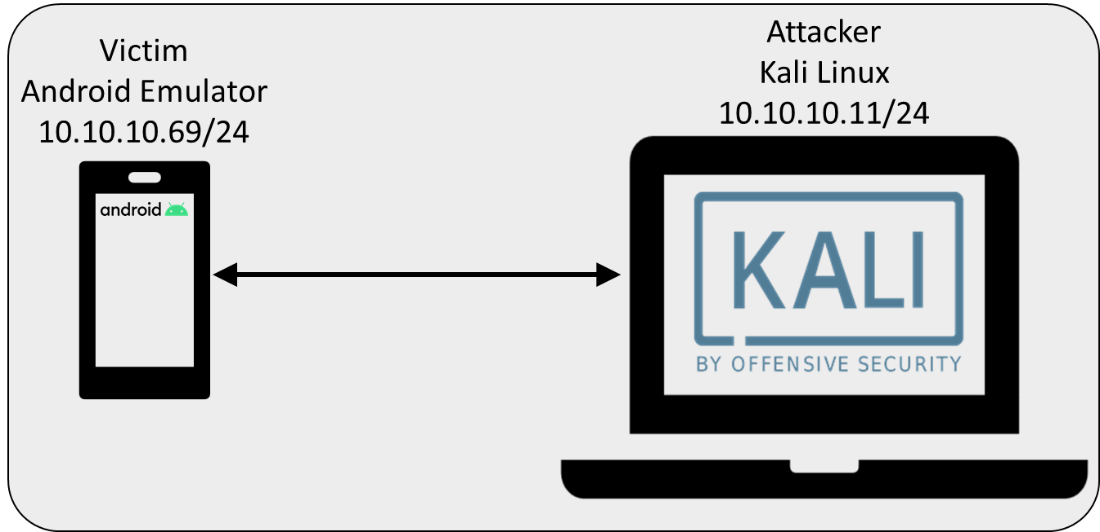 Victim
Android Emulator
10.10.10.69/24
android
Attacker
Kali Linux
10.10.10.11/24
KALI
BY OFFENSIVE SECURITY